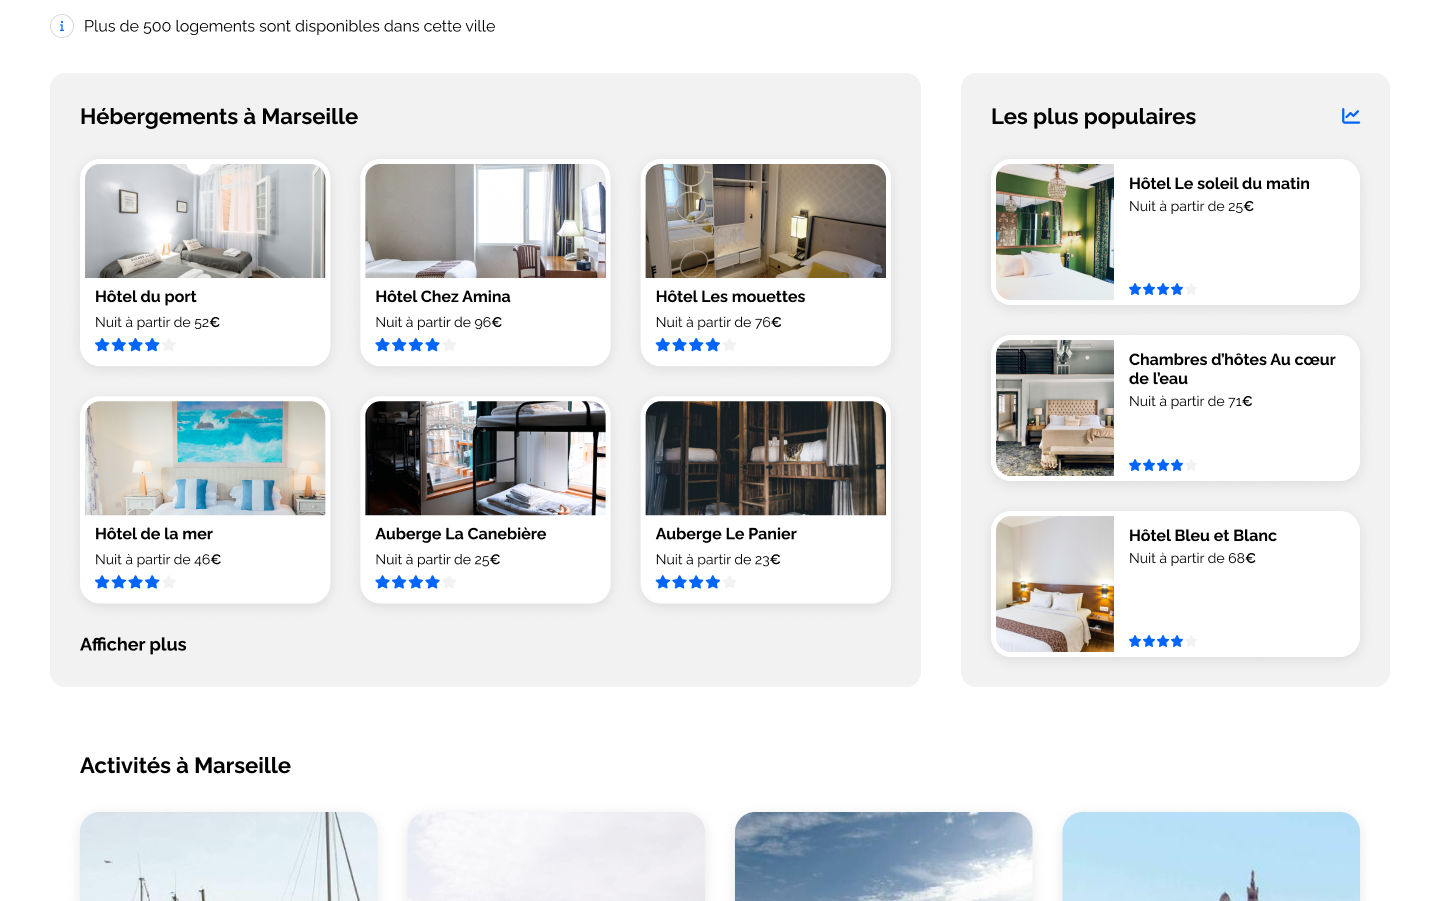 Plus de 500 logements sont disponibles dans cette ville
Hébergements à Marseille
Hôtel du port
Nuit à partir de 52€
Hôtel Chez Amina
Nuit à partir de 96€
Hôtel Les mouettes
Nuit à partir de 76€
Hôtel de la mer
Nuit à partir de 46€
Auberge La Canebière
Nuit à partir de 25€
Auberge Le Panier
Nuit à partir de 23€
Afficher plus
Les plus populaires
Hôtel Le soleil du matin
Nuit à partir de 25€
Chambres d’hôtes Au cœur
de l’eau
Nuit à partir de 71€
Hôtel Bleu et Blanc
Nuit à partir de 68€
Activités à Marseille